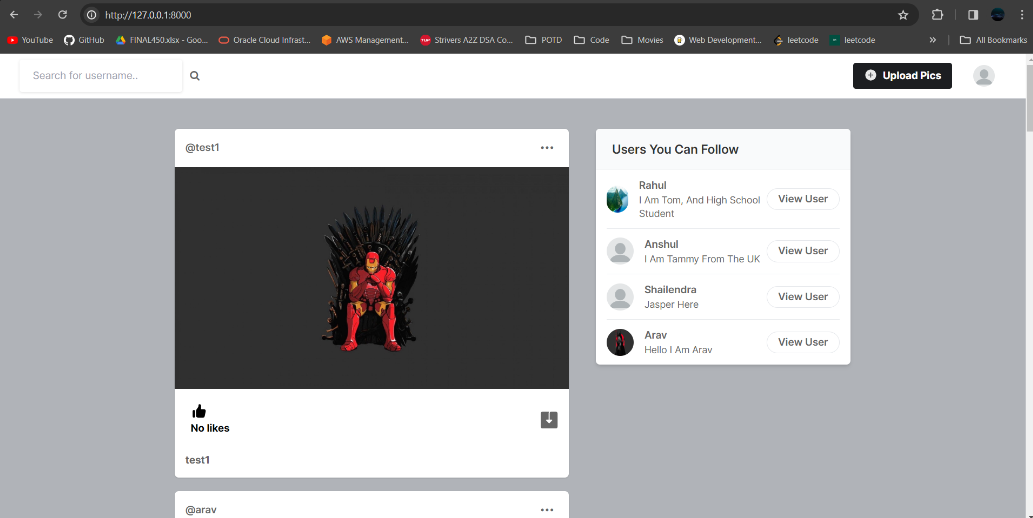 http://127.0.0.1:8000
YouTube GitHub FINAL450.xlsx - Goo... Oracle Cloud Infrast... AWS Management... Strivers A2Z DSA Co... POTD Code Movies Web Development... leetcode leetcode » All Bookmarks
Search for username.. Upload Pics
@test1
No likes
test1
@arav
Users You Can Follow
Rahul
I Am Tom, And High School
Student
View User
Anshul
I Am Tammy From The UK
View User
Shailendra
Jasper Here
View User
Arav
Hello I Am Arav
View User